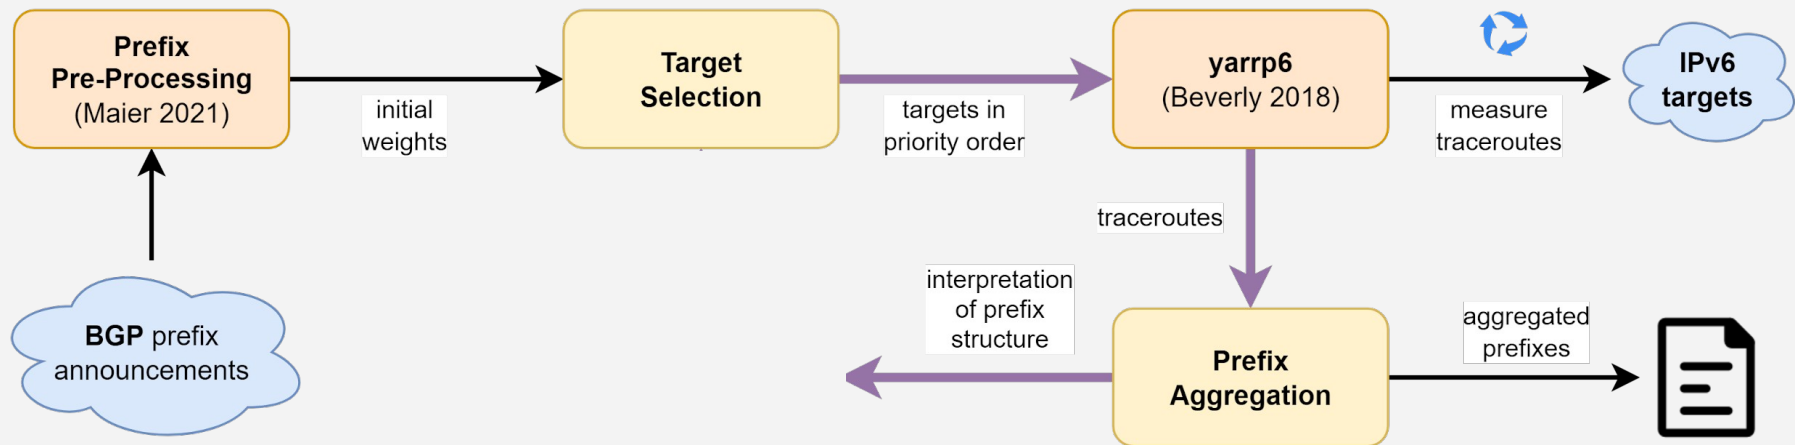 Prefix
Pre-Processing
(Maier 2021)
initial
weights
Target
Selection
targets in
priority order
yarrp6
(Beverly 2018)
measure
traceroutes
IPv6
targets
traceroutes
BGP prefix
announcements
interpretation
of prefix
structure
Prefix
Aggregation
aggregated
prefixes